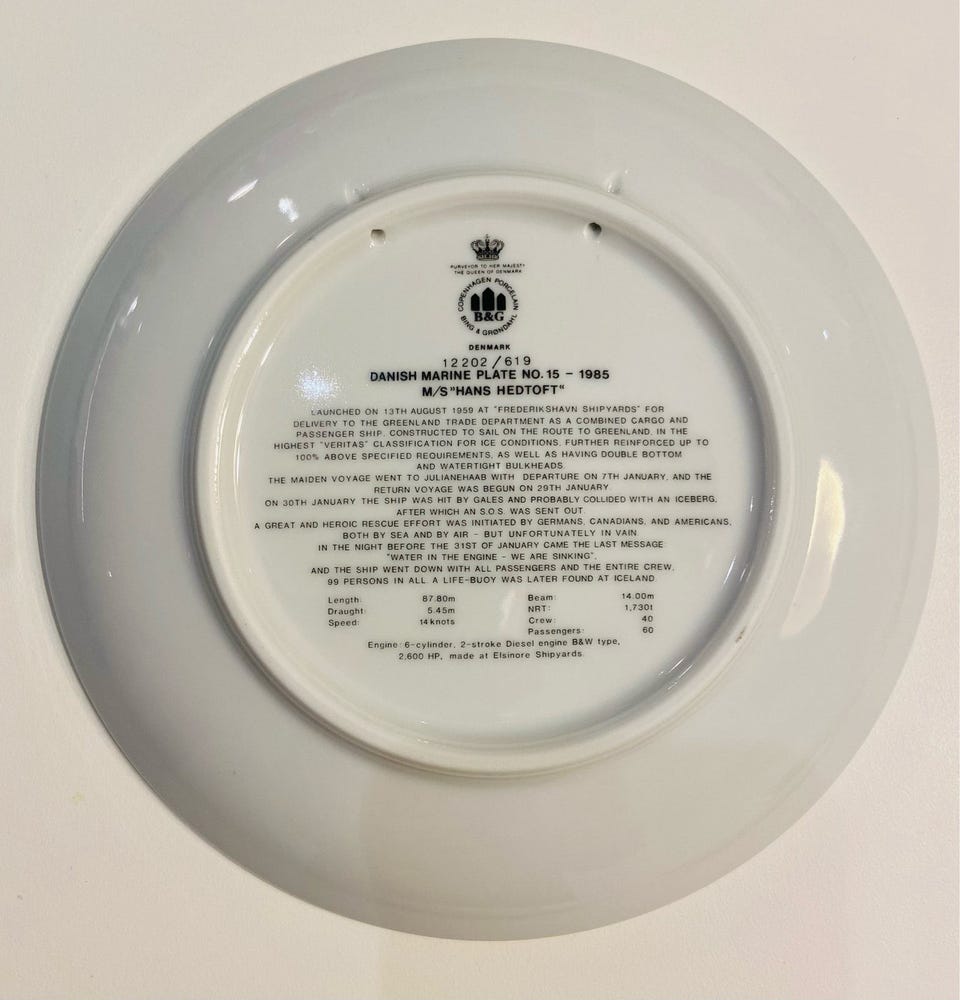 PURVEYOR TO HER MAJESTY
THE QUEEN OF DENMARK
COPENHAGEN PORCELAIN
B&G
BING & GRØNDAHL
DENMARK
12202/619
DANISH MARINE PLATE NO. 15 – 1985
M/S "HANS HEDTOFT"
LAUNCHED ON 13TH AUGUST 1959 AT "FREDERIKSHAVN SHIPYARDS" FOR
DELIVERY TO THE GREENLAND TRADE DEPARTMENT AS A COMBINED CARGO AND
PASSENGER SHIP. CONSTRUCTED TO SAIL ON THE ROUTE TO GREENLAND, IN THE
HIGHEST "VERITAS" CLASSIFICATION FOR ICE CONDITIONS. FURTHER REINFORCED UP TO
100% ABOVE SPECIFIED REQUIREMENTS, AS WELL AS HAVING DOUBLE BOTTOM
AND WATERTIGHT BULKHEADS.
THE MAIDEN VOYAGE WENT TO JULIANEHAAB WITH DEPARTURE ON 7TH JANUARY, AND THE
RETURN VOYAGE WAS BEGUN ON 29TH JANUARY.
ON 30TH JANUARY THE SHIP WAS HIT BY GALES AND PROBABLY COLLIDED WITH AN ICEBERG,
AFTER WHICH AN S.O.S. WAS SENT OUT.
A GREAT AND HEROIC RESCUE EFFORT WAS INITIATED BY GERMANS, CANADIANS, AND AMERICANS,
BOTH BY SEA AND BY AIR – BUT UNFORTUNATELY IN VAIN.
IN THE NIGHT BEFORE THE 31ST OF JANUARY CAME THE LAST MESSAGE
"WATER IN THE ENGINE – WE ARE SINKING".
AND THE SHIP WENT DOWN WITH ALL PASSENGERS AND THE ENTIRE CREW,
99 PERSONS IN ALL. A LIFE-BUOY WAS LATER FOUND AT ICELAND.
Length: 87.80m Beam: 14.00m
Draught: 5.45m NRT: 1,730t
Speed: 14 knots Crew: 40
Passengers: 60
Engine: 6-cylinder, 2-stroke Diesel engine B&W type,
2,600 HP, made at Elsinore Shipyards.